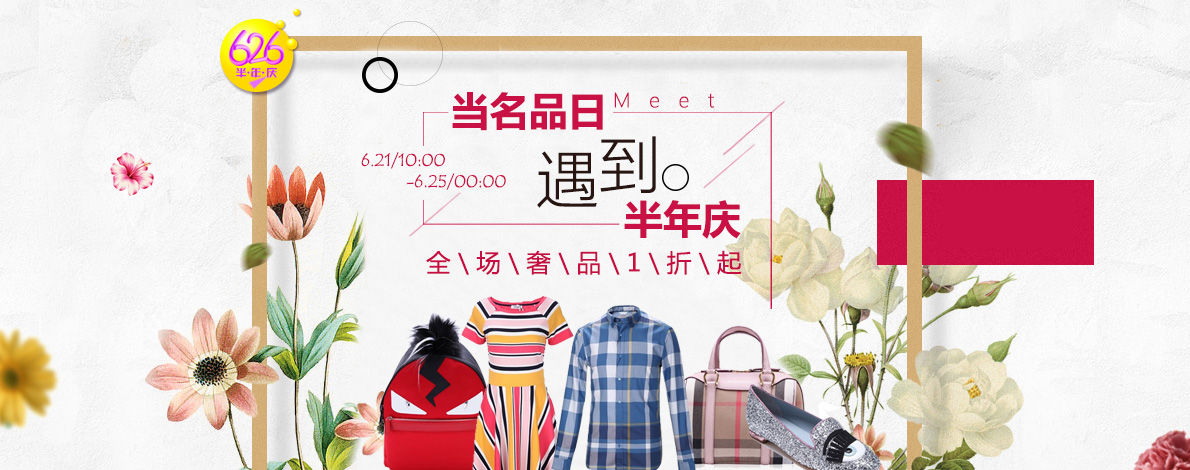 626
半·年·庆
当名品日
Meet
6.21/10:00
-6.25/00:00
遇到。
半年庆
全\场\奢\品\1\折\起